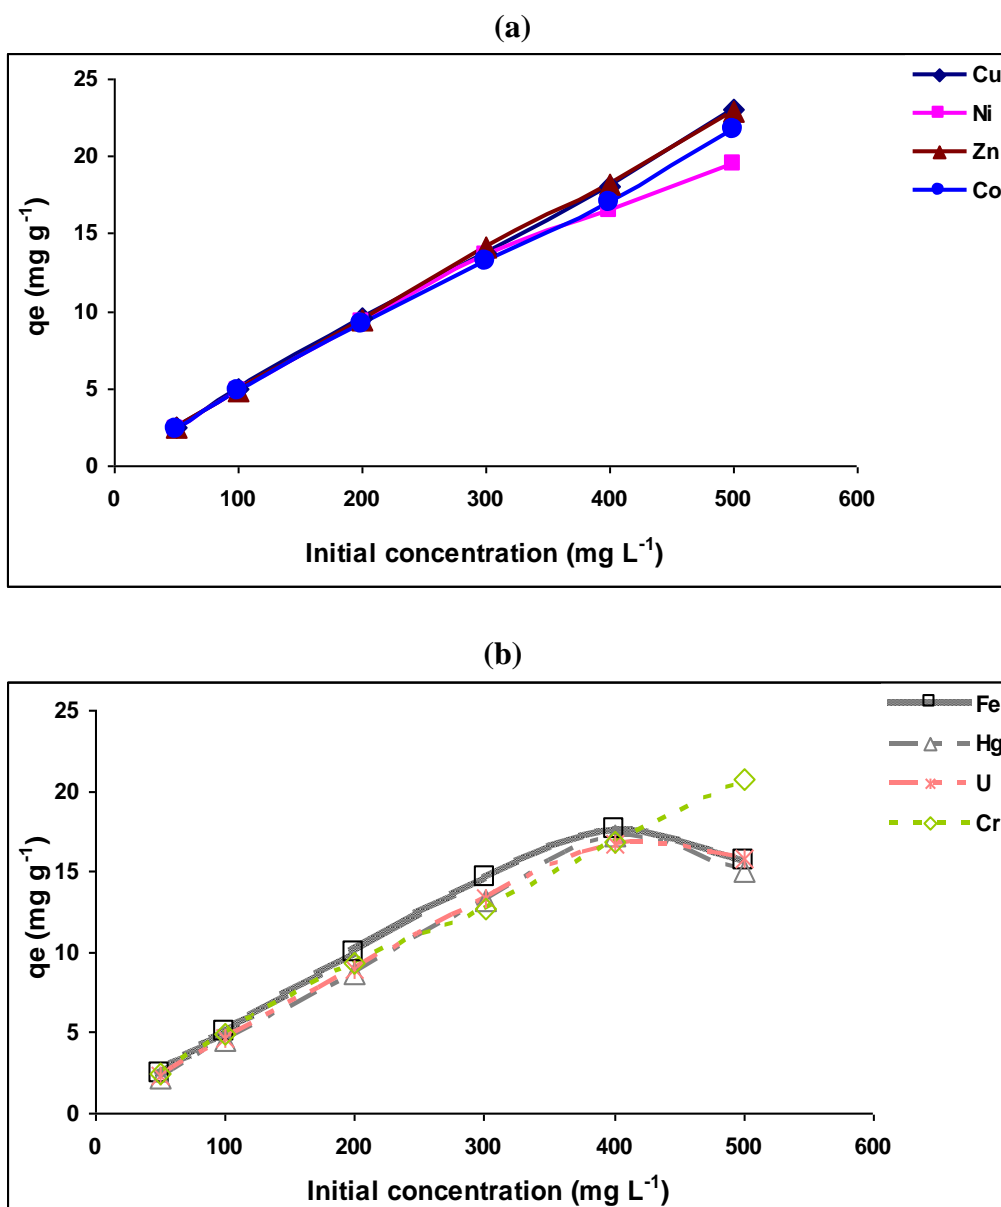 (a)
25
20
15
10
5
0
qe (mg g-1)
0 100 200 300 400 500 600
Initial concentration (mg L-1)
Cu
Ni
Zn
Co
(b)
25
20
15
10
5
0
qe (mg g-1)
0 100 200 300 400 500 600
Initial concentration (mg L-1)
Fe
Hg
U
Cr